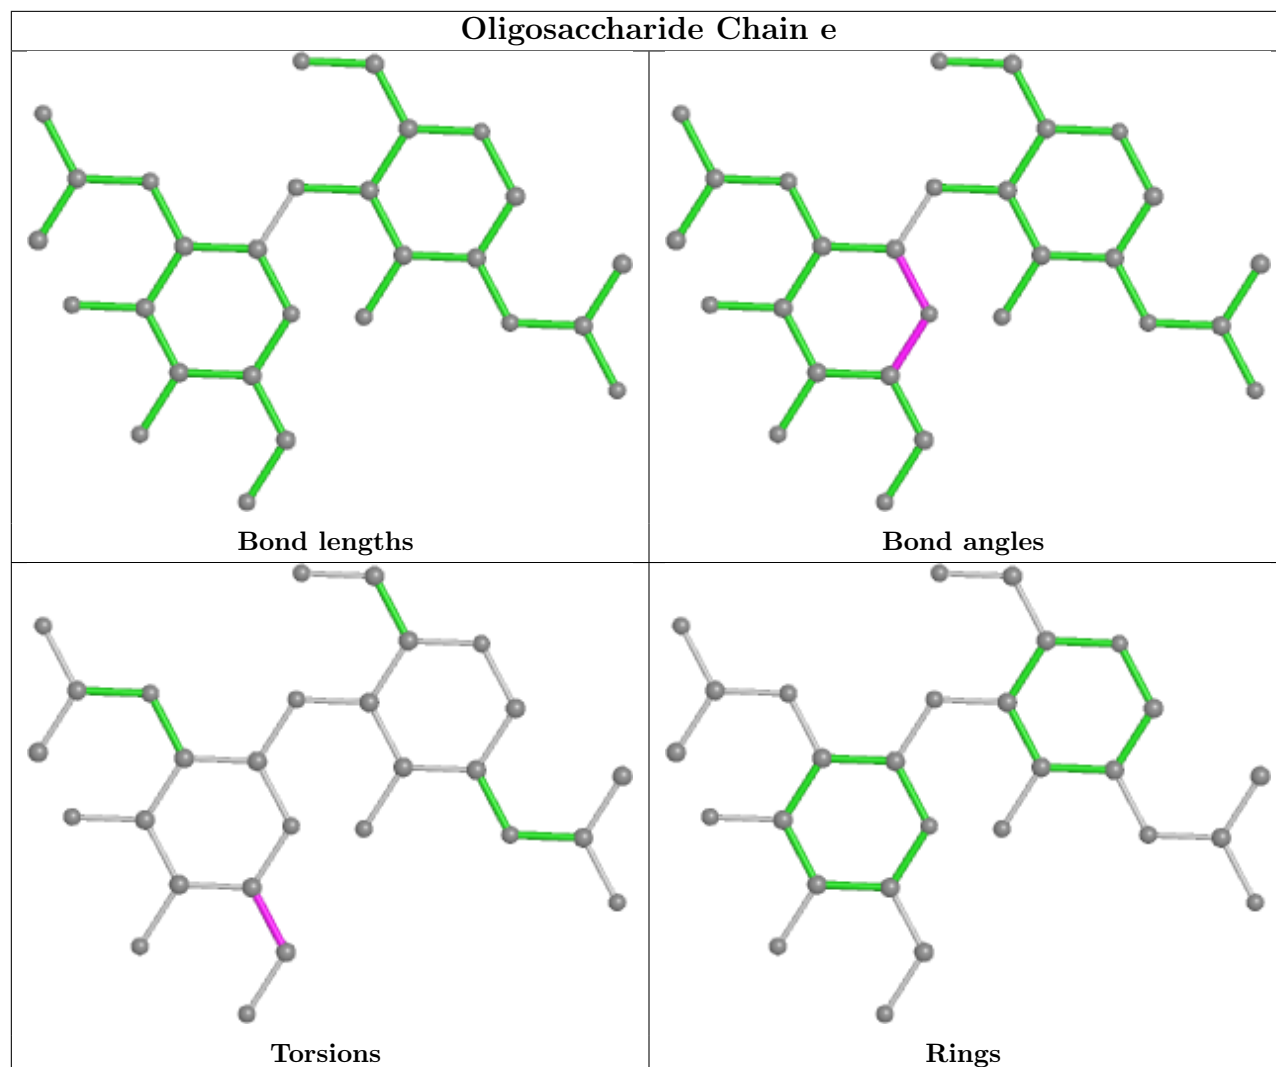 Oligosaccharide Chain e
Bond lengths
Bond angles
Torsions
Rings